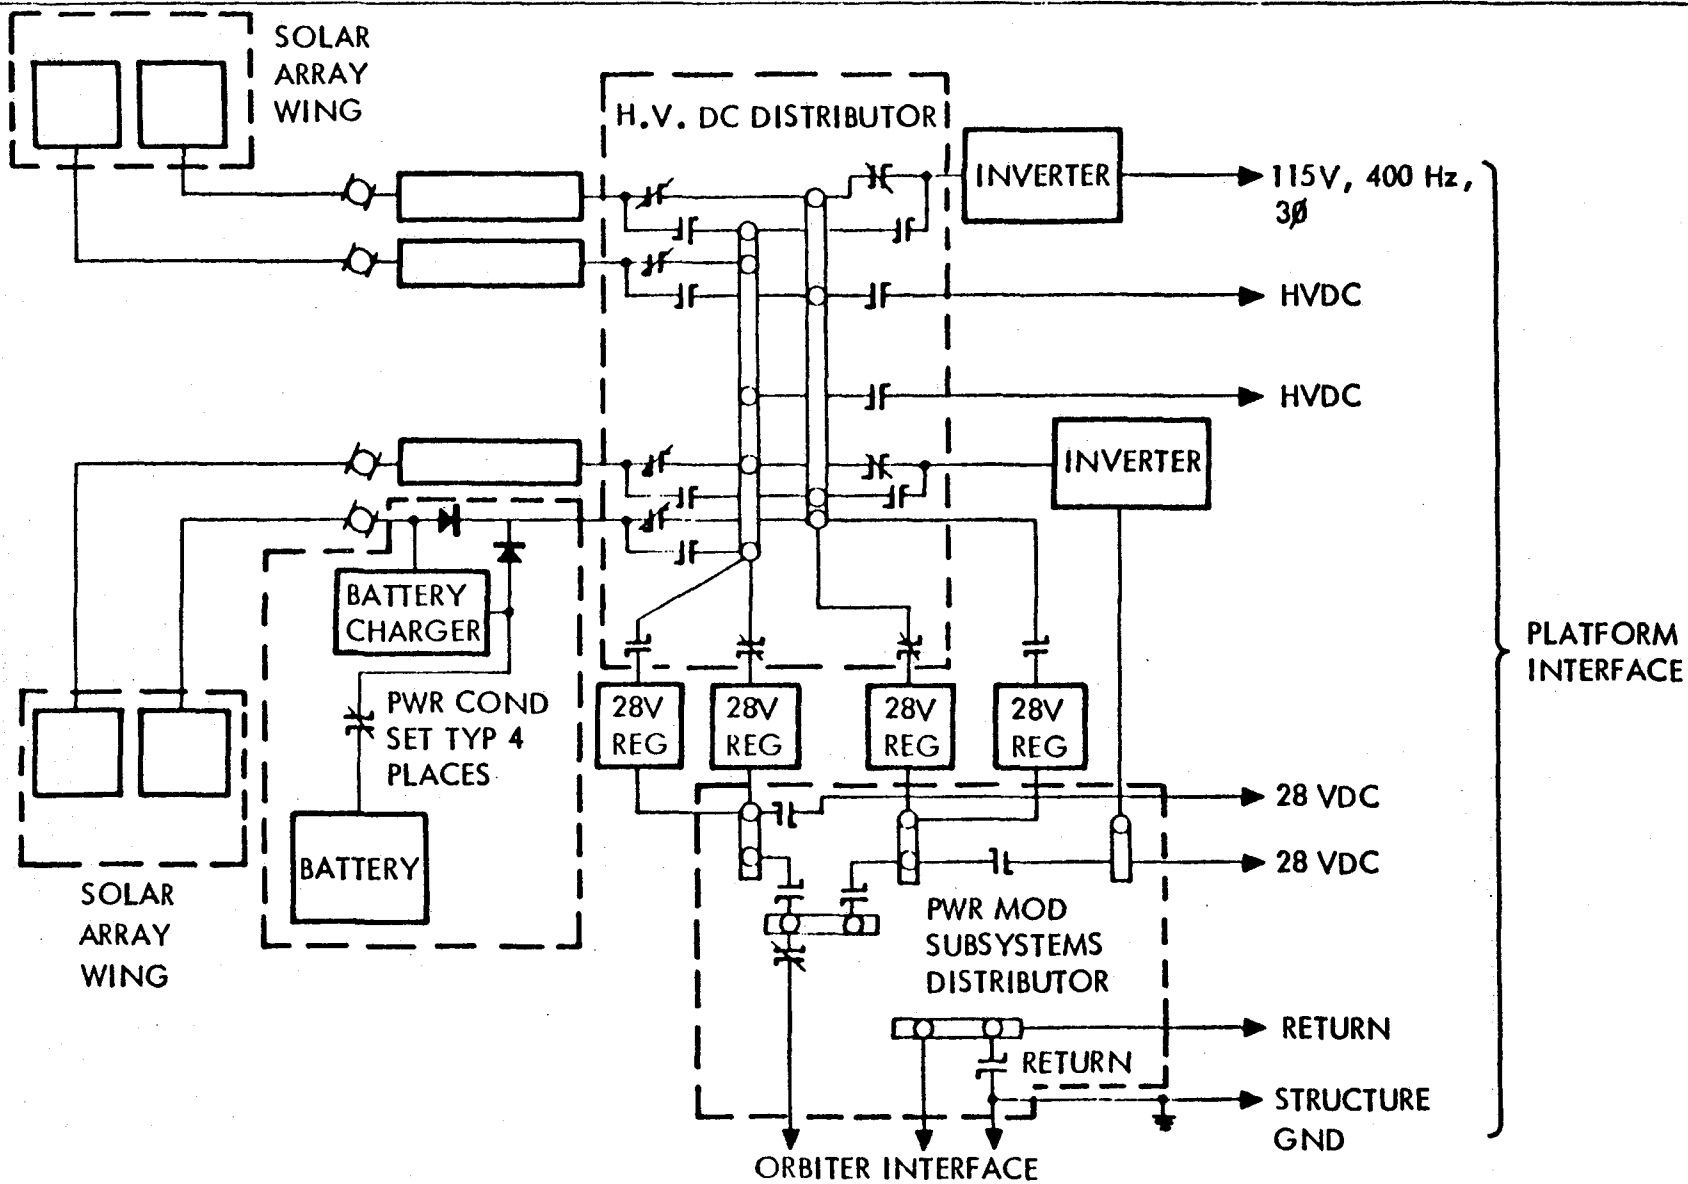 SOLAR
ARRAY
WING
H.V. DC DISTRIBUTOR
INVERTER
115V, 400 Hz,
3ø
HVDC
HVDC
INVERTER
BATTERY
CHARGER
PWR COND
SET TYP 4
PLACES
BATTERY
SOLAR
ARRAY
WING
28V
REG
28V
REG
28V
REG
28V
REG
PLATFORM
INTERFACE
28 VDC
28 VDC
PWR MOD
SUBSYSTEMS
DISTRIBUTOR
RETURN
RETURN
STRUCTURE
GND
ORBITER INTERFACE